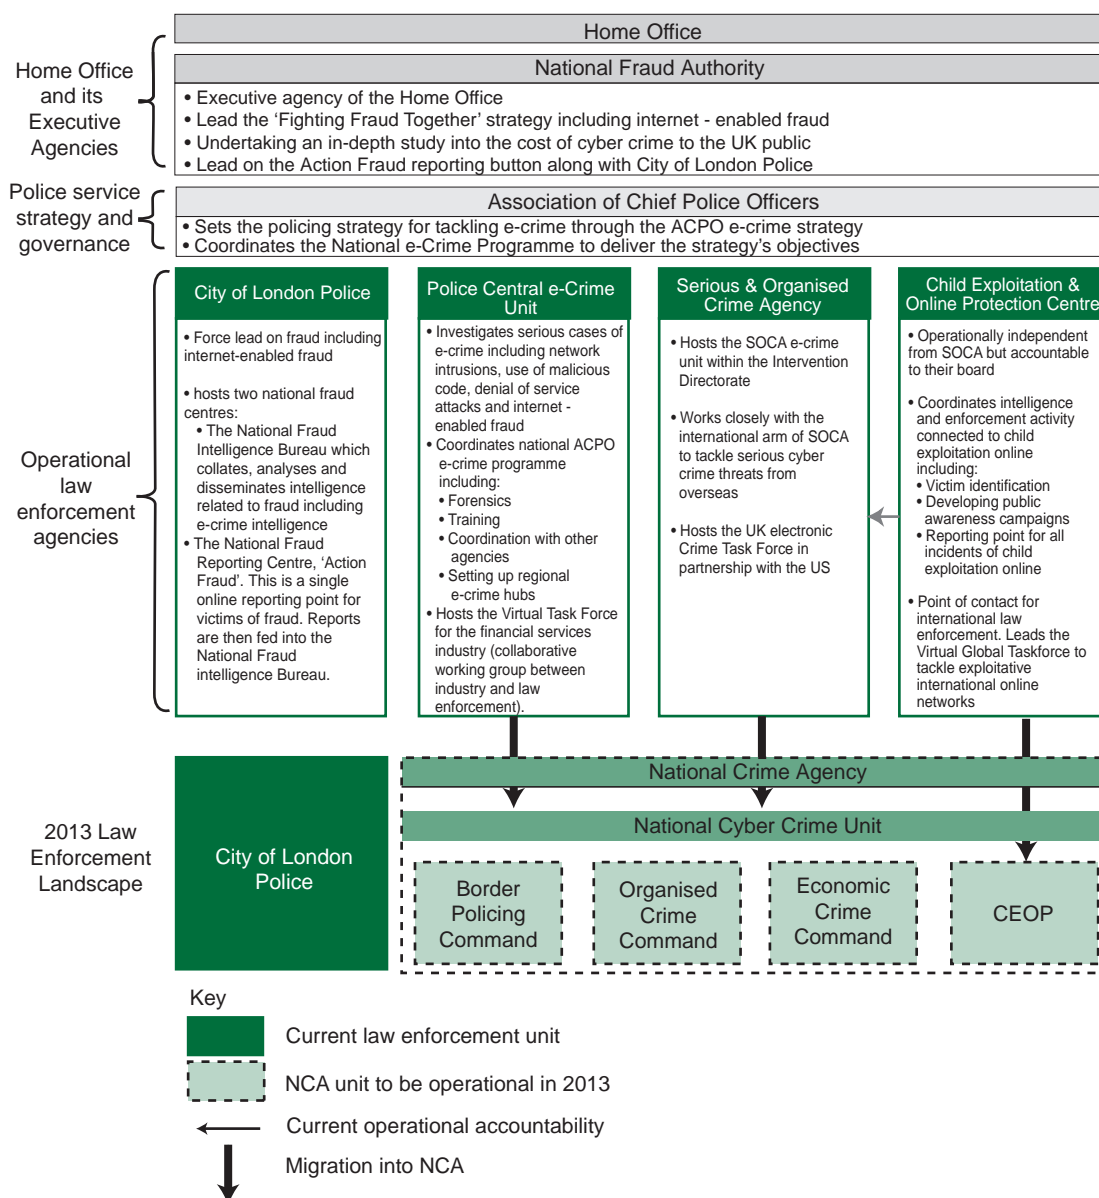 Home Office
Home Office
and its
Executive
Agencies
National Fraud Authority
• Executive agency of the Home Office
• Lead the ‘Fighting Fraud Together’ strategy including internet - enabled fraud
• Undertaking an in-depth study into the cost of cyber crime to the UK public
• Lead on the Action Fraud reporting button along with City of London Police
Police service
strategy and
governance
Association of Chief Police Officers
• Sets the policing strategy for tackling e-crime through the ACPO e-crime strategy
• Coordinates the National e-Crime Programme to deliver the strategy’s objectives
Operational
law
enforcement
agencies
City of London Police
• Force lead on fraud including
internet-enabled fraud
• hosts two national fraud
centres:
• The National Fraud
Intelligence Bureau which
collates, analyses and
disseminates intelligence
related to fraud including
e-crime intelligence
• The National Fraud
Reporting Centre, ‘Action
Fraud’. This is a single
online reporting point for
victims of fraud. Reports
are then fed into the
National Fraud
intelligence Bureau.
Police Central e-Crime
Unit
• Investigates serious cases of
e-crime including network
intrusions, use of malicious
code, denial of service
attacks and internet -
enabled fraud
• Coordinates national ACPO
e-crime programme
including:
• Forensics
• Training
• Coordination with other
agencies
• Setting up regional
e-crime hubs
• Hosts the Virtual Task Force
for the financial services
industry (collaborative
working group between
industry and law
enforcement).
Serious & Organised
Crime Agency
• Hosts the SOCA e-crime
unit within the Intervention
Directorate
• Works closely with the
international arm of SOCA
to tackle serious cyber
crime threats from
overseas
• Hosts the UK electronic
Crime Task Force in
partnership with the US
Child Exploitation &
Online Protection Centre
• Operationally independent
from SOCA but accountable
to their board
• Coordinates intelligence
and enforcement activity
connected to child
exploitation online
including:
• Victim identification
• Developing public
awareness campaigns
• Reporting point for all
incidents of child
exploitation online
• Point of contact for
international law
enforcement. Leads the
Virtual Global Taskforce to
tackle exploitative
international online
networks
2013 Law
Enforcement
Landscape
City of London
Police
National Crime Agency
National Cyber Crime Unit
Border
Policing
Command
Organised
Crime
Command
Economic
Crime
Command
CEOP
Key
Current law enforcement unit
NCA unit to be operational in 2013
Current operational accountability
Migration into NCA